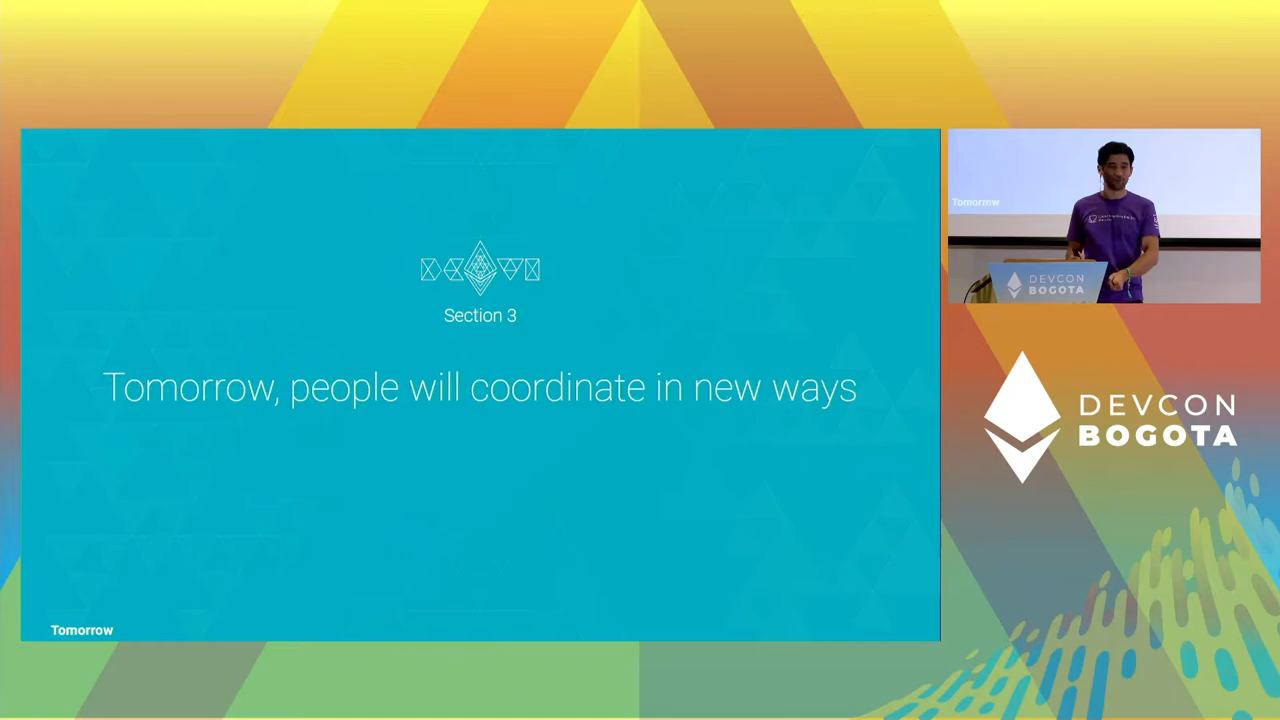 Section 3
Tomorrow, people will coordinate in new ways
Tomorrow
Tomorrow
DEVCON
BOGOTA
DEVCON
BOGOTA